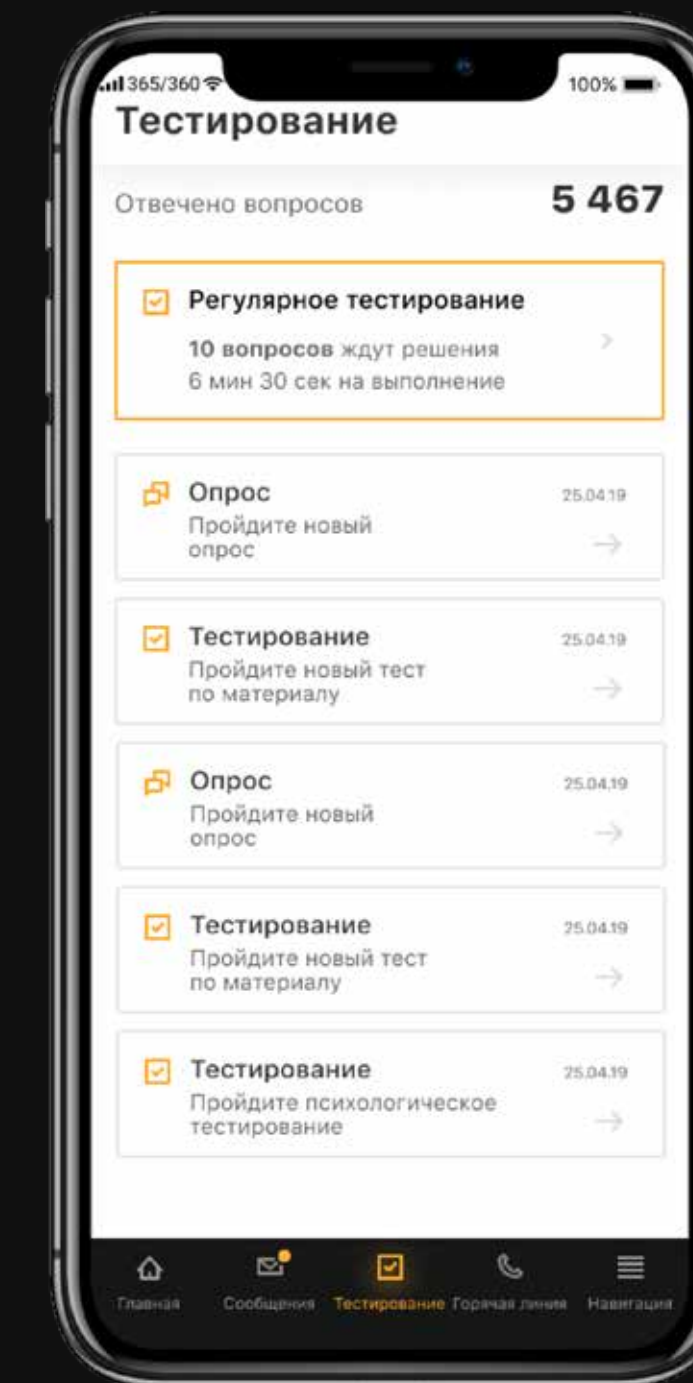 365/360
100%
Тестирование
Отвечено вопросов
5 467
Регулярное тестирование
10 вопросов ждут решения
6 мин 30 сек на выполнение
Опрос
25.04.19
Пройдите новый
опрос
Тестирование
25.04.19
Пройдите новый тест
по материалу
Опрос
25.04.19
Пройдите новый
опрос
Тестирование
25.04.19
Пройдите новый тест
по материалу
Тестирование
25.04.19
Пройдите психологическое
тестирование
Главная
Сообщения
Тестирование
Горячая линия
Навигация